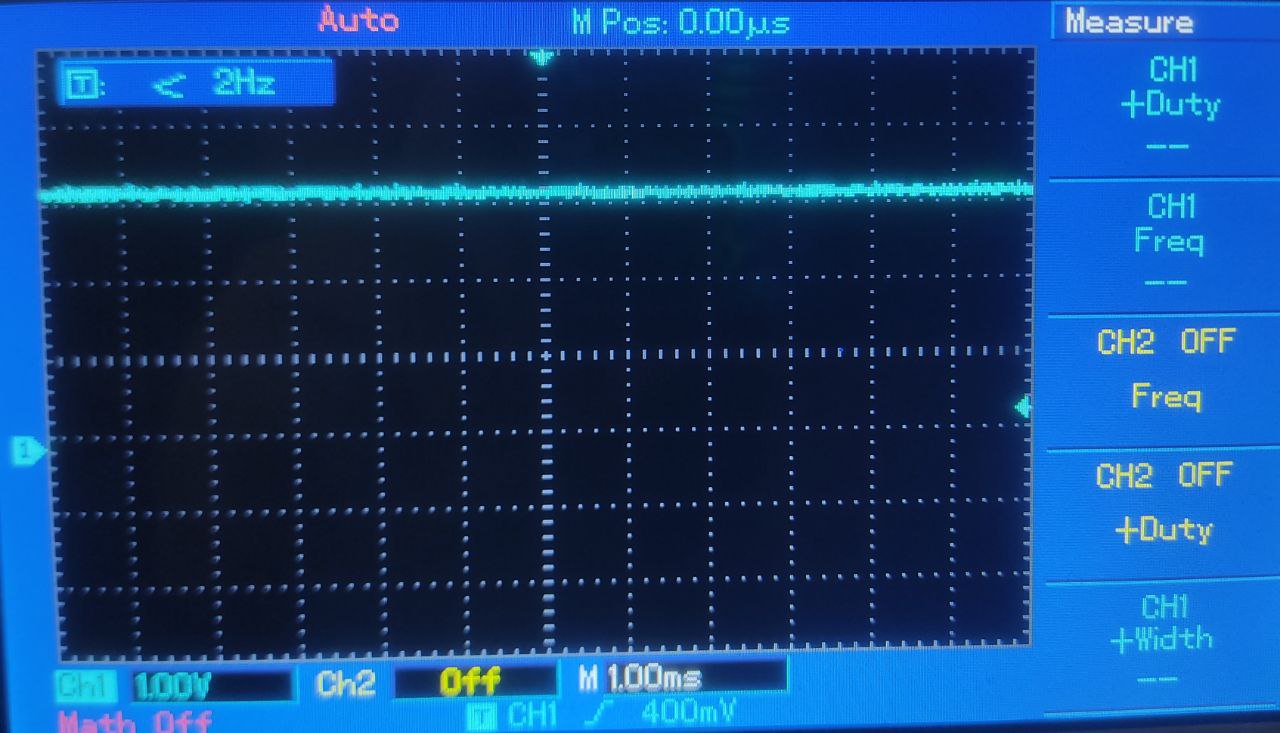 Auto M Pos: 0.00µs Measure
T: < 2Hz
CH1
+Duty
--
CH1
Freq
--
CH2 OFF
Freq
CH2 OFF
+Duty
CH1
+Width
--
1
Ch1 1.00V Ch2 Off M 1.00ms
Math Off T CH1 400mV